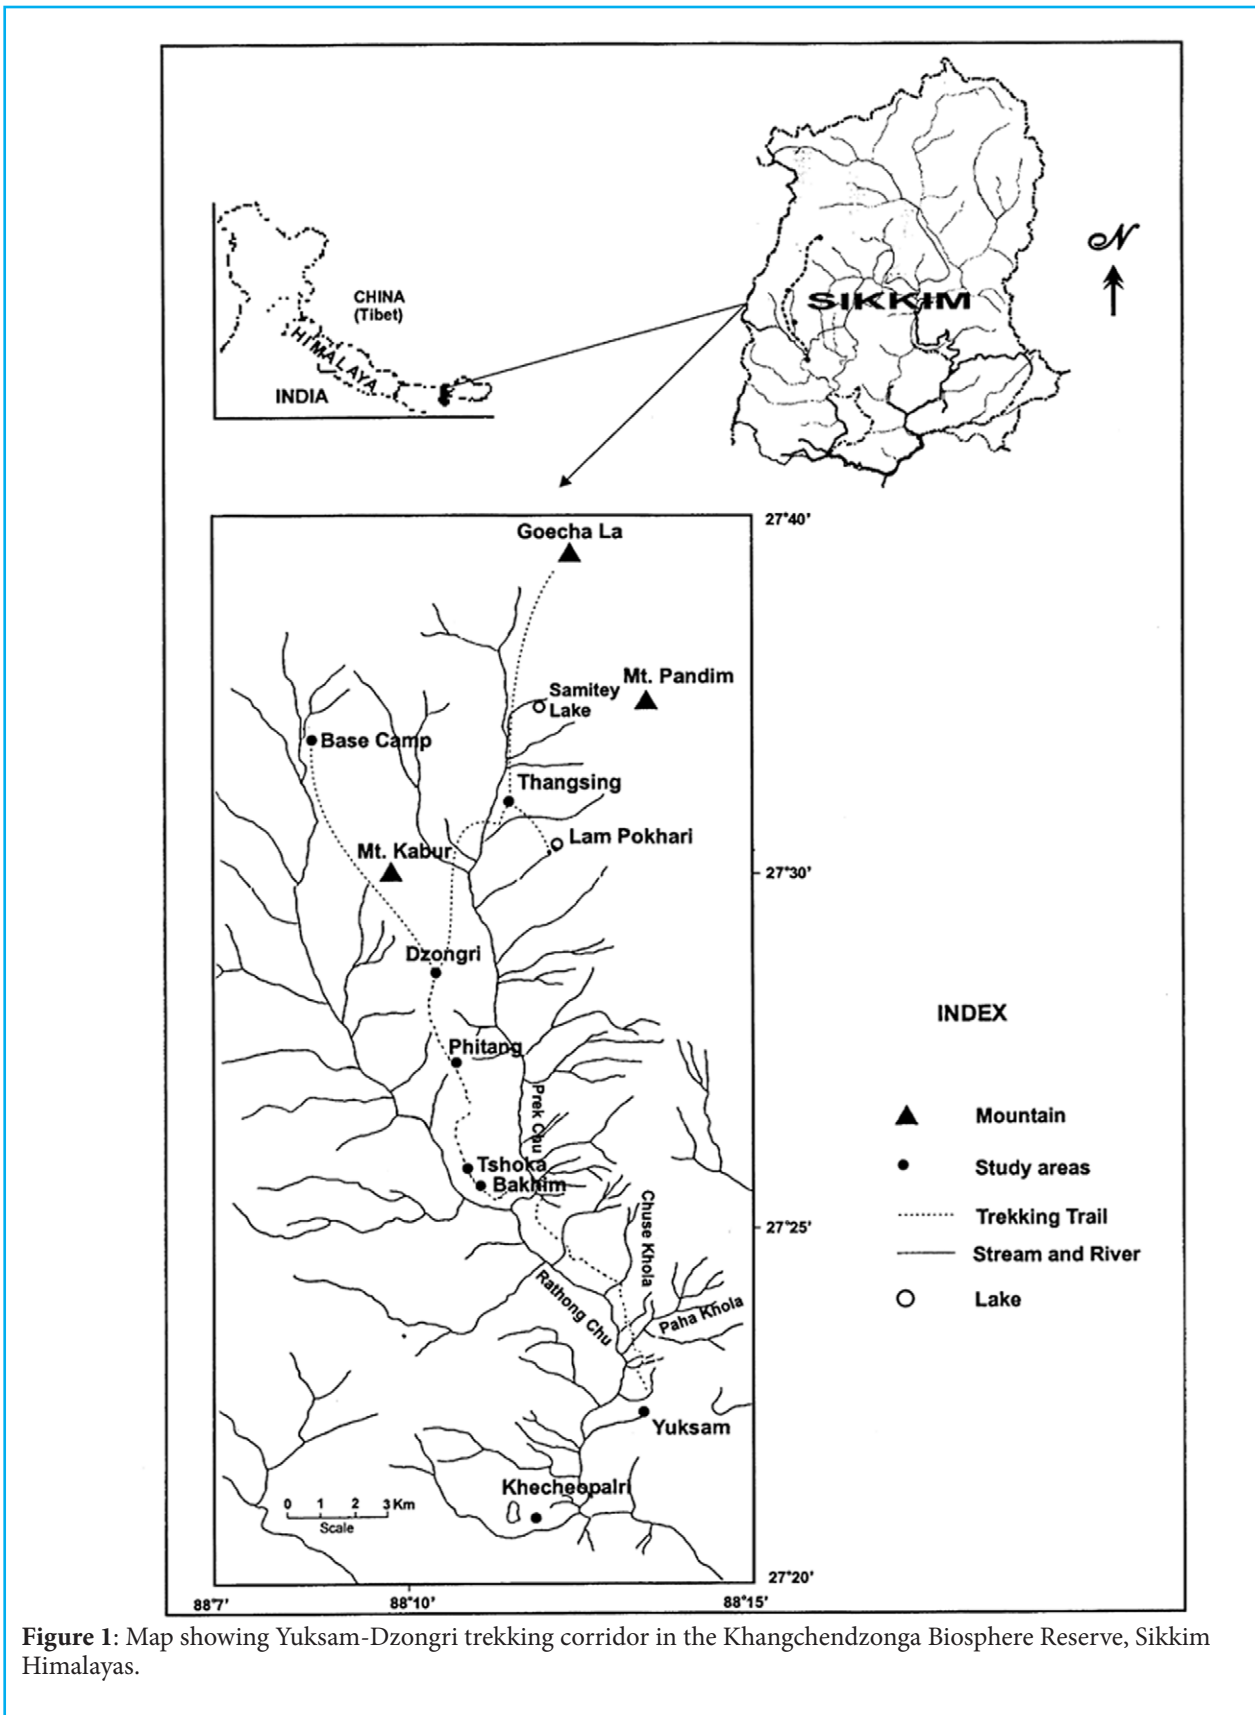 N
CHINA
(Tibet)
HIMALAYA
INDIA
SIKKIM
27°40'
Goecha La
Mt. Pandim
Samitey
Lake
Base Camp
Thangsing
Lam Pokhari
Mt. Kabur
27°30'
Dzongri
INDEX
Phitang
Prek Chu
Mountain
Study areas
Tshoka
Bakhim
Chuse Khola
Trekking Trail
27°25'
Stream and River
Rathong Chu
Paha Khola
Lake
Yuksam
Khecheopalri
0 1 2 3 Km
Scale
27°20'
88°7' 88°10' 88°15'
Figure 1: Map showing Yuksam-Dzongri trekking corridor in the Khangchendzonga Biosphere Reserve, Sikkim
Himalayas.